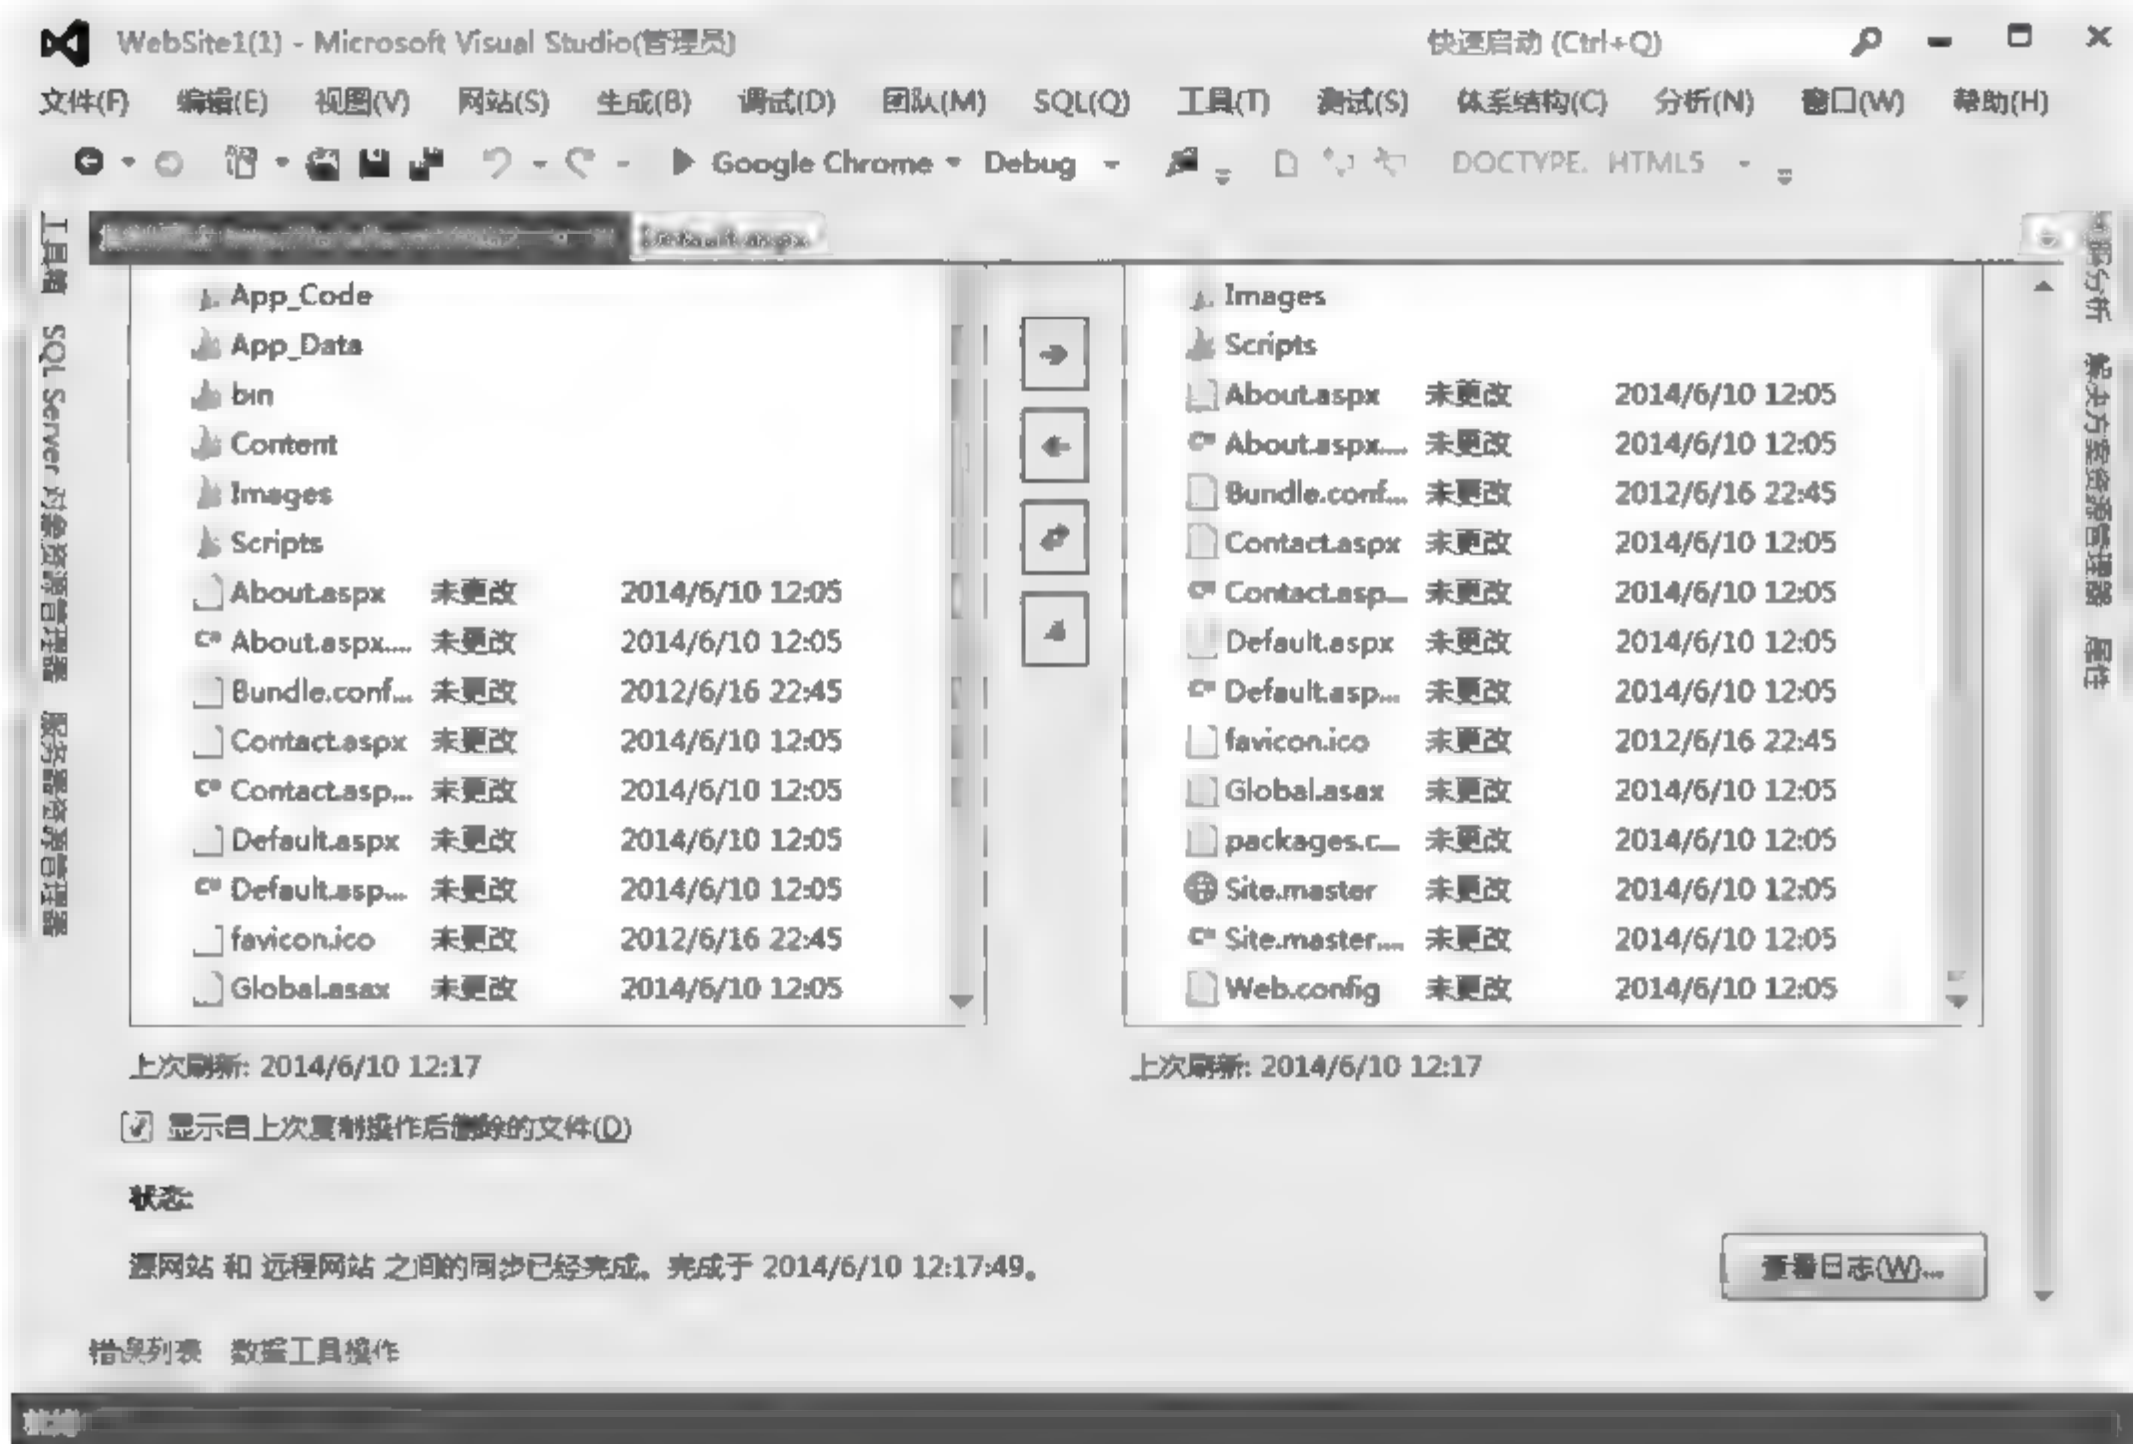 WebSite1(1) - Microsoft Visual Studio(管理员)
快速启动 (Ctrl+Q)
文件(F) 编辑(E) 视图(V) 网站(S) 生成(B) 调试(D) 团队(M) SQL(Q) 工具(T) 测试(S) 体系结构(C) 分析(N) 窗口(W) 帮助(H)
Google Chrome Debug DOCTYPE: HTML5
Default.aspx
工具箱
SQL Server 对象资源管理器
服务器资源管理器
App_Code
App_Data
bin
Content
Images
Scripts
About.aspx 未更改 2014/6/10 12:05
About.aspx.... 未更改 2014/6/10 12:05
Bundle.conf... 未更改 2012/6/16 22:45
Contact.aspx 未更改 2014/6/10 12:05
Contact.asp... 未更改 2014/6/10 12:05
Default.aspx 未更改 2014/6/10 12:05
Default.asp... 未更改 2014/6/10 12:05
favicon.ico 未更改 2012/6/16 22:45
Global.asax 未更改 2014/6/10 12:05
上次刷新: 2014/6/10 12:17
Images
Scripts
About.aspx 未更改 2014/6/10 12:05
About.aspx.... 未更改 2014/6/10 12:05
Bundle.conf... 未更改 2012/6/16 22:45
Contact.aspx 未更改 2014/6/10 12:05
Contact.asp... 未更改 2014/6/10 12:05
Default.aspx 未更改 2014/6/10 12:05
Default.asp... 未更改 2014/6/10 12:05
favicon.ico 未更改 2012/6/16 22:45
Global.asax 未更改 2014/6/10 12:05
packages.c... 未更改 2014/6/10 12:05
Site.master 未更改 2014/6/10 12:05
Site.master.... 未更改 2014/6/10 12:05
Web.config 未更改 2014/6/10 12:05
上次刷新: 2014/6/10 12:17
解决方案资源管理器
属性
显示自上次复制操作后删除的文件(D)
状态:
源网站 和 远程网站 之间的同步已经完成。完成于 2014/6/10 12:17:49。
查看日志(W)...
错误列表 数据工具操作